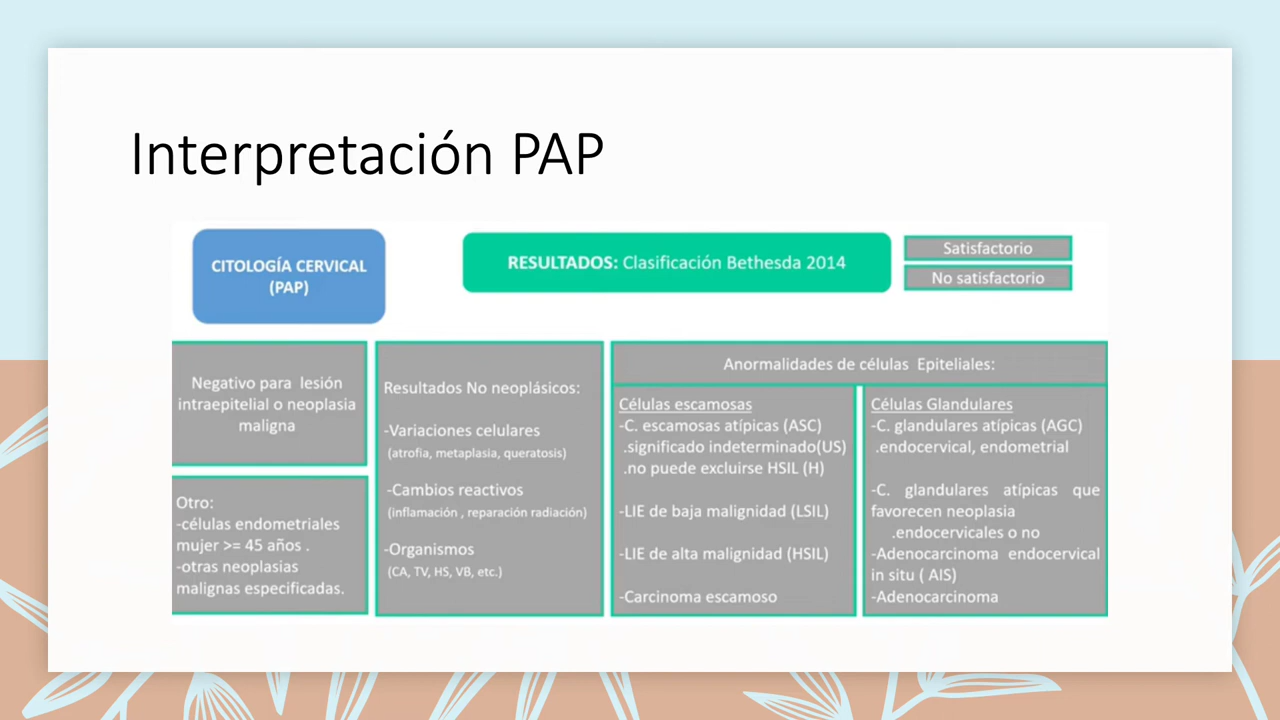 Interpretación PAP
CITOLOGÍA CERVICAL
(PAP)
RESULTADOS: Clasificación Bethesda 2014
Satisfactorio
No satisfactorio
Negativo para lesión
intraepitelial o neoplasia
maligna
Otro:
-células endometriales
mujer >= 45 años .
-otras neoplasias
malignas especificadas.
Resultados No neoplásicos:
-Variaciones celulares
(atrofia, metaplasia, queratosis)
-Cambios reactivos
(inflamación , reparación radiación)
-Organismos
(CA, TV, HS, VB, etc.)
Anormalidades de células Epiteliales:
Células escamosas
-C. escamosas atípicas (ASC)
.significado indeterminado(US)
.no puede excluirse HSIL (H)
-LIE de baja malignidad (LSIL)
-LIE de alta malignidad (HSIL)
-Carcinoma escamoso
Células Glandulares
-C. glandulares atípicas (AGC)
.endocervical, endometrial
-C. glandulares atípicas que
favorecen neoplasia
.endocervicales o no
-Adenocarcinoma endocervical
in situ ( AIS)
-Adenocarcinoma